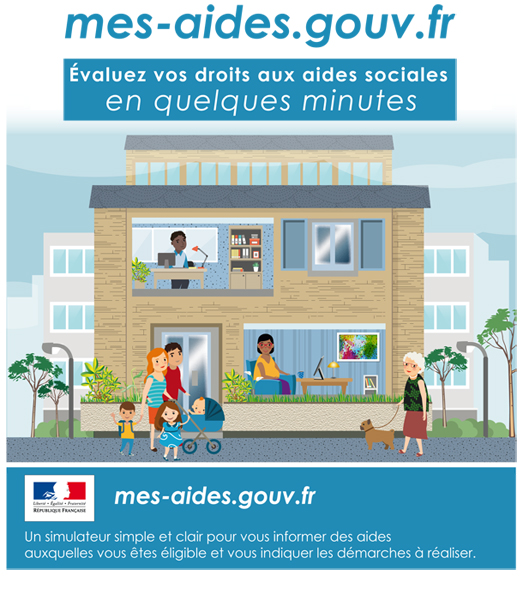 mes-aides.gouv.fr
Évaluez vos droits aux aides sociales
en quelques minutes
Liberté • Égalité • Fraternité
RÉPUBLIQUE FRANÇAISE
mes-aides.gouv.fr
Un simulateur simple et clair pour vous informer des aides
auxquelles vous êtes éligible et vous indiquer les démarches à réaliser.